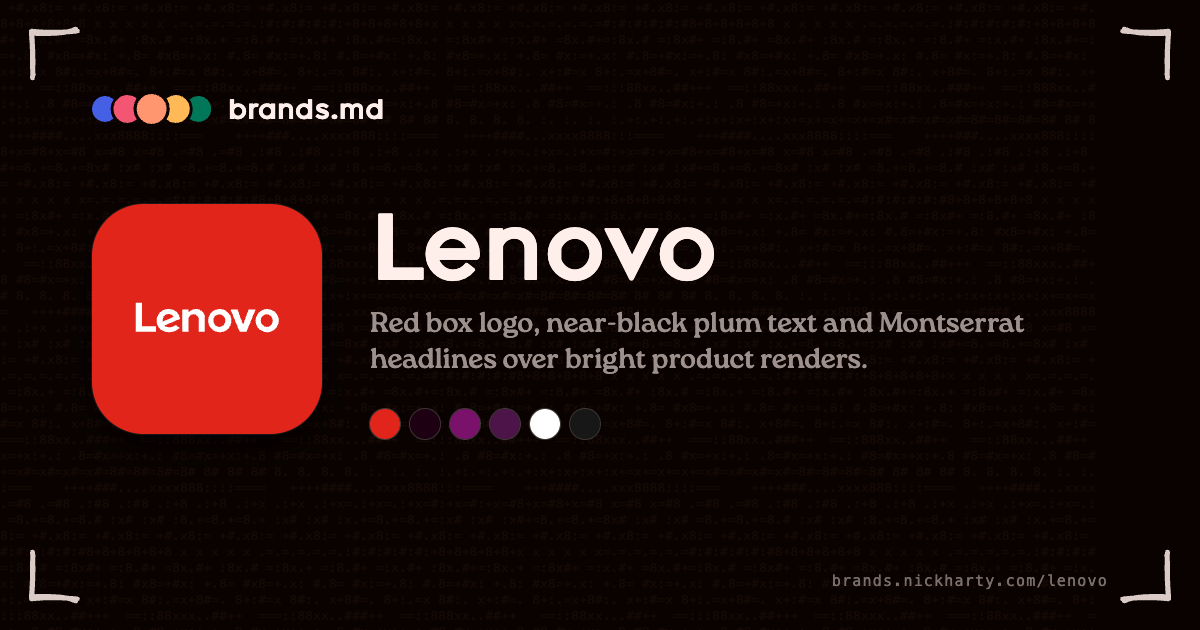 brands.md
Lenovo
Lenovo
Red box logo, near-black plum text and Montserrat
headlines over bright product renders.
brands.nickharty.com/lenovo